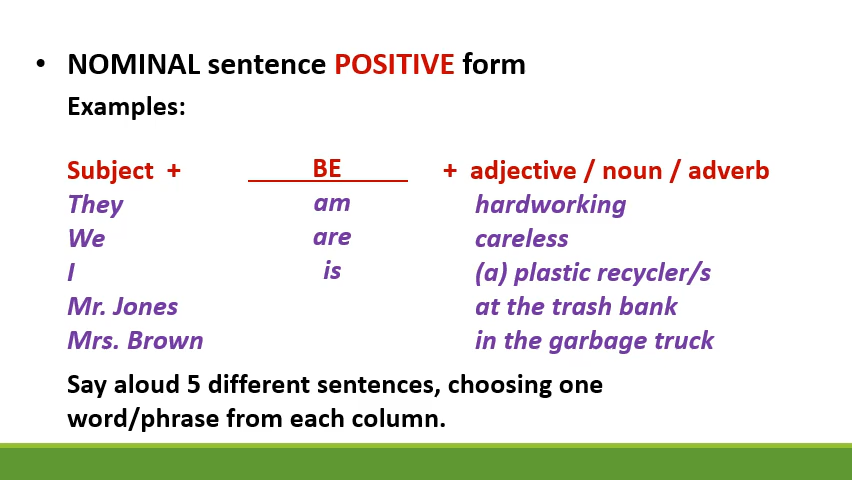 • NOMINAL sentence POSITIVE form
Examples:
Subject + BE + adjective / noun / adverb
They am hardworking
We are careless
I is (a) plastic recycler/s
Mr. Jones at the trash bank
Mrs. Brown in the garbage truck
Say aloud 5 different sentences, choosing one
word/phrase from each column.